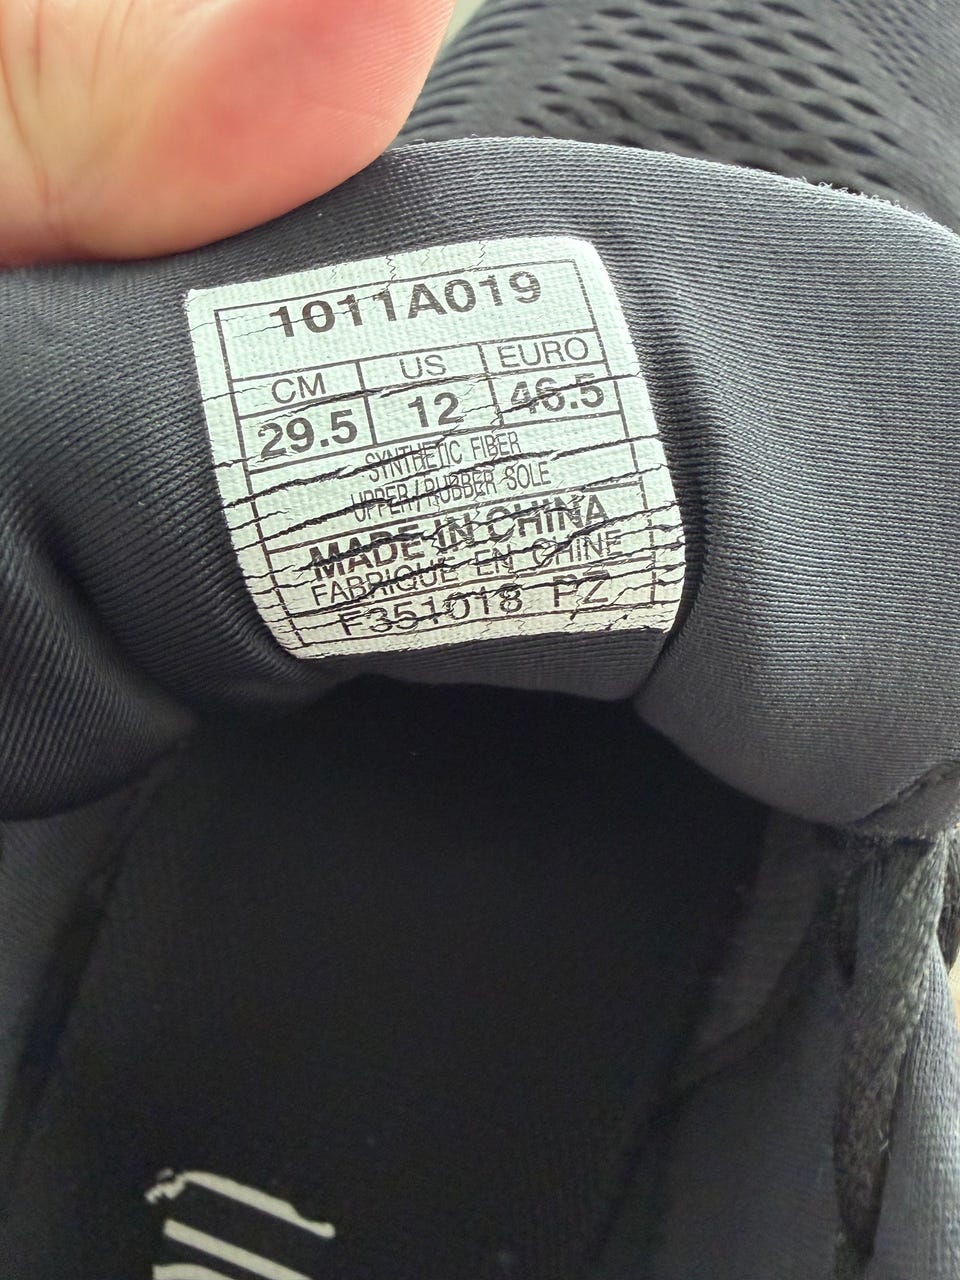 1011A019
CM US EURO
29.5 12 46.5
SYNTHETIC FIBER
UPPER/RUBBER SOLE
MADE IN CHINA
FABRIQUE EN CHINE
F351018 PZ